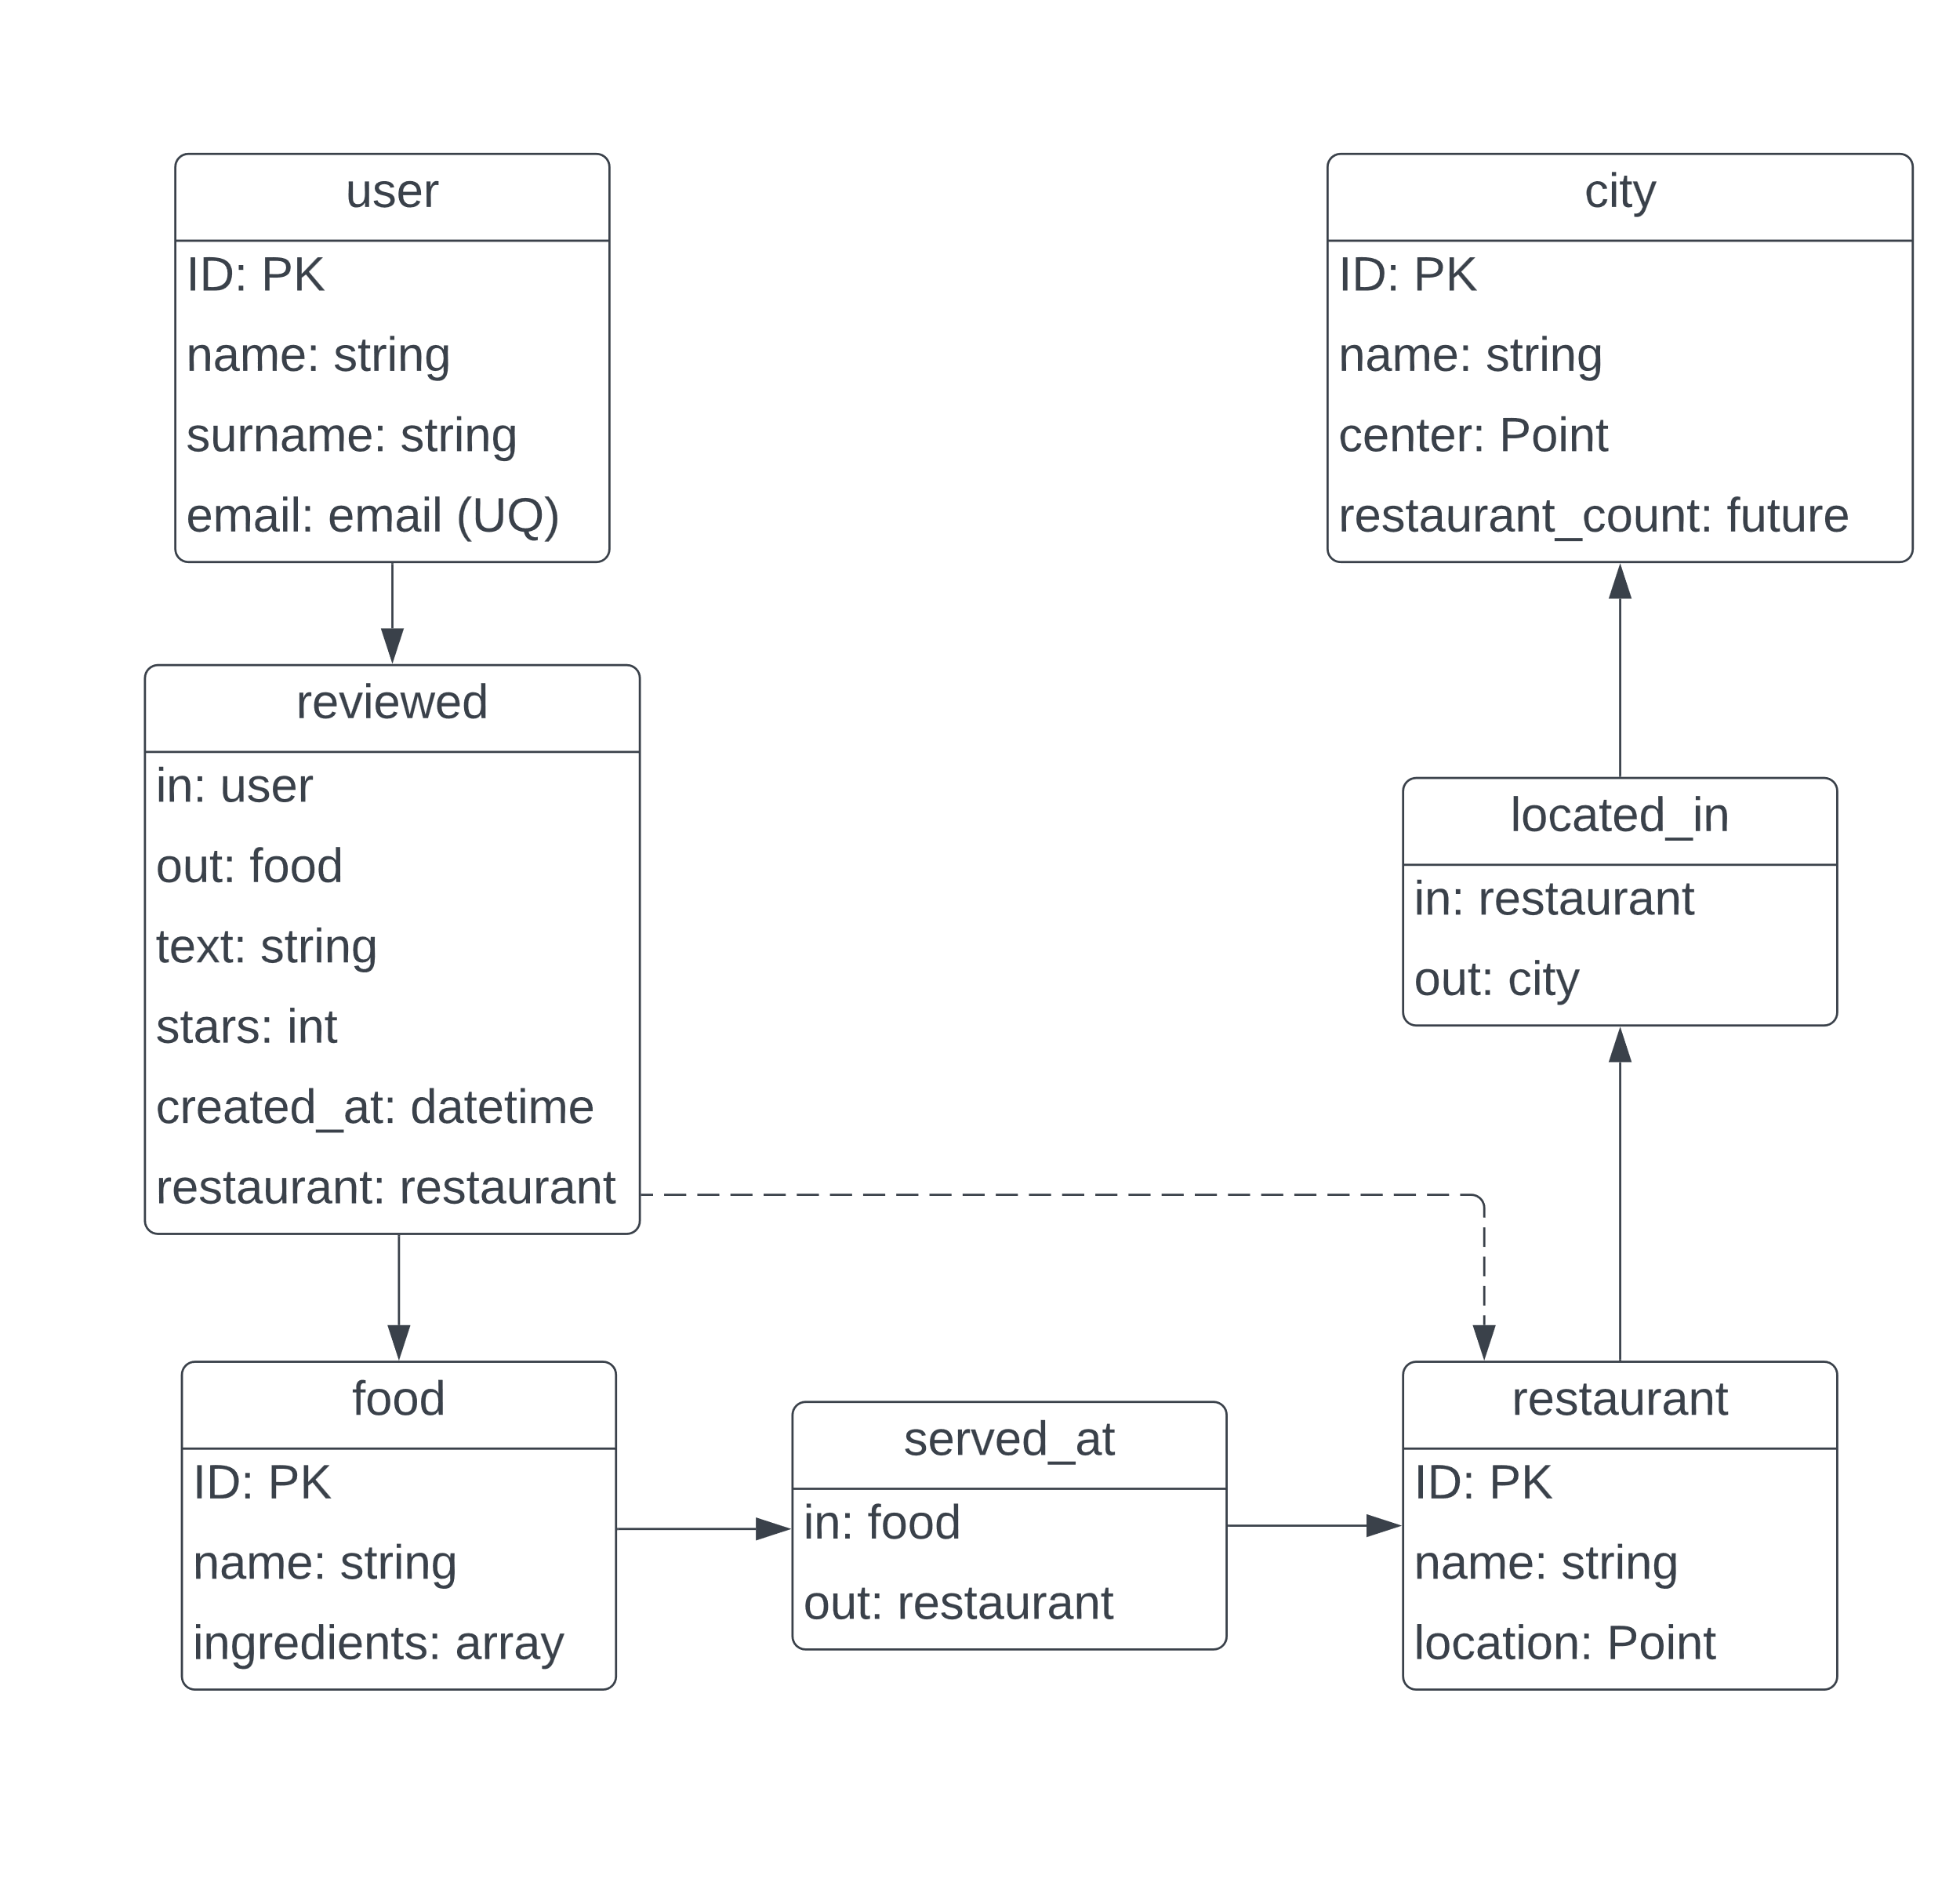 user
ID: PK
name: string
surname: string
email: email (UQ)
city
ID: PK
name: string
center: Point
restaurant_count: future
reviewed
in: user
out: food
text: string
stars: int
created_at: datetime
restaurant: restaurant
located_in
in: restaurant
out: city
food
ID: PK
name: string
ingredients: array
served_at
in: food
out: restaurant
restaurant
ID: PK
name: string
location: Point